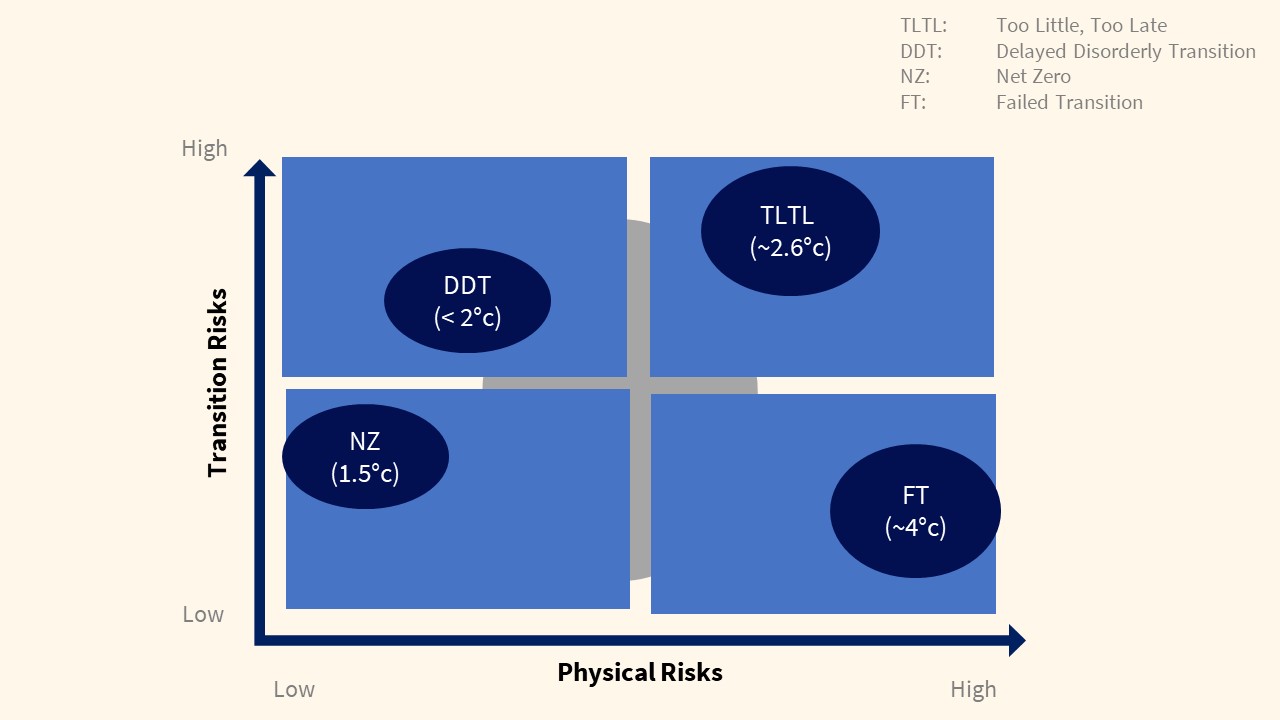 TLTL: Too Little, Too Late
DDT: Delayed Disorderly Transition
NZ: Net Zero
FT: Failed Transition
High
TLTL
(~2.6°c)
DDT
(< 2°c)
Transition Risks
NZ
(1.5°c)
FT
(~4°c)
Low
Physical Risks
Low
High